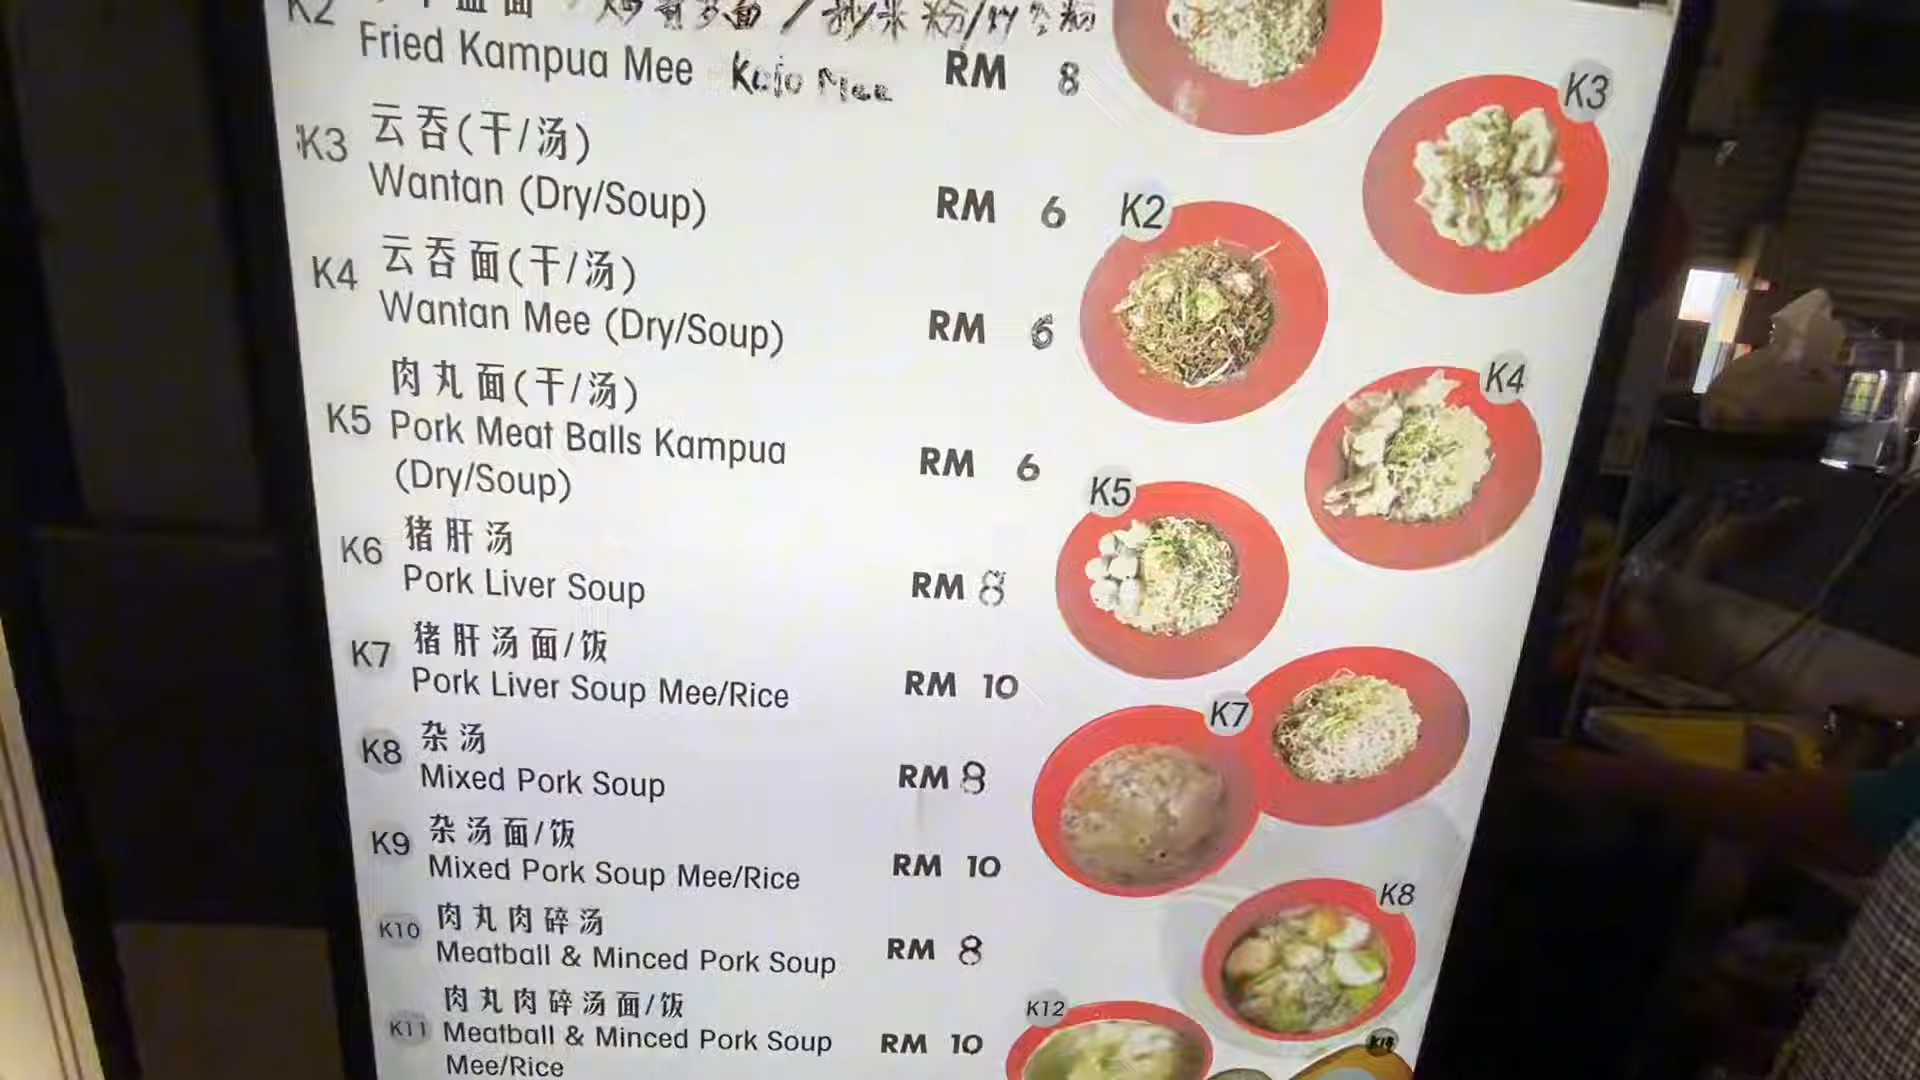 K2
Fried Kampua Mee Kolo Mee RM 8
K3 云吞(干/汤)
Wantan (Dry/Soup) RM 6
K4 云吞面(干/汤)
Wantan Mee (Dry/Soup) RM 6
肉丸面(干/汤)
K5 Pork Meat Balls Kampua RM 6
(Dry/Soup)
K6 猪肝汤
Pork Liver Soup RM 8
K7 猪肝汤面/饭
Pork Liver Soup Mee/Rice RM 10
K8 杂汤
Mixed Pork Soup RM 8
K9 杂汤面/饭
Mixed Pork Soup Mee/Rice RM 10
K10 肉丸肉碎汤
Meatball & Minced Pork Soup RM 8
肉丸肉碎汤面/饭
K11 Meatball & Minced Pork Soup RM 10
Mee/Rice
K3
K2
K4
K5
K7
K8
K12